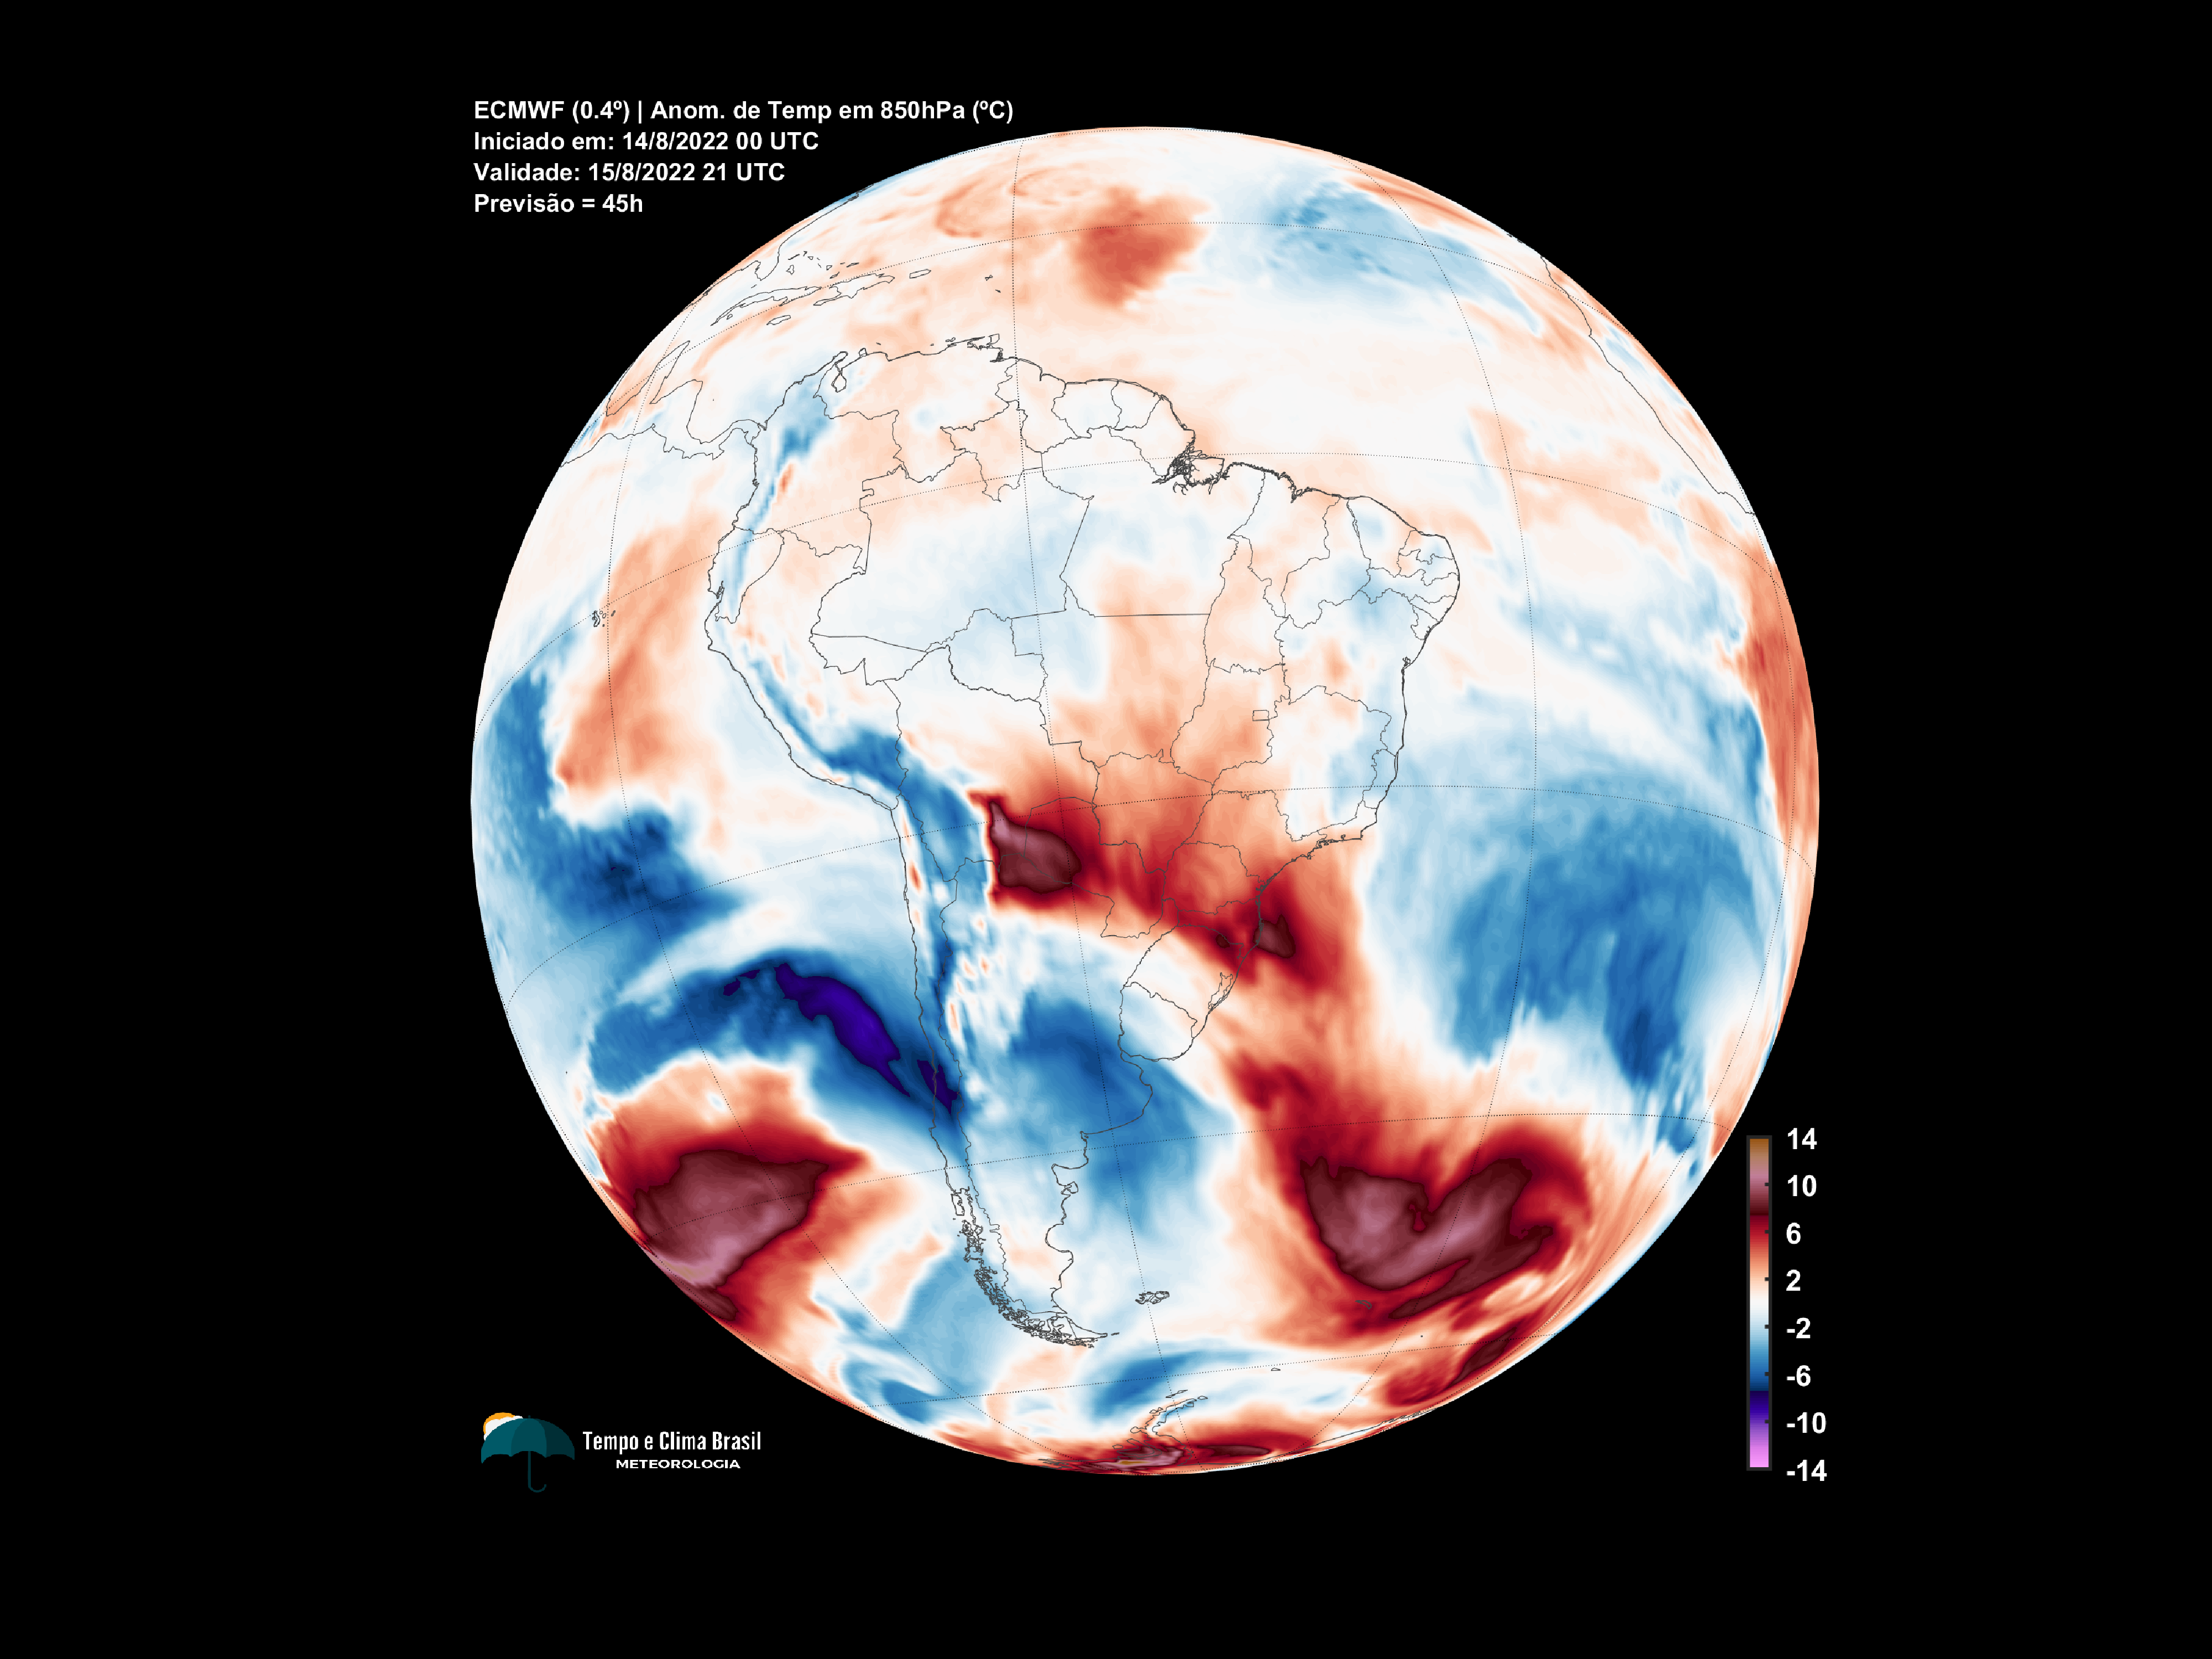 ECMWF (0.4º) | Anom. de Temp em 850hPa (ºC)
Iniciado em: 14/8/2022 00 UTC
Validade: 15/8/2022 21 UTC
Previsão = 45h
14
10
6
2
-2
-6
-10
-14
Tempo e Clima Brasil
METEOROLOGIA